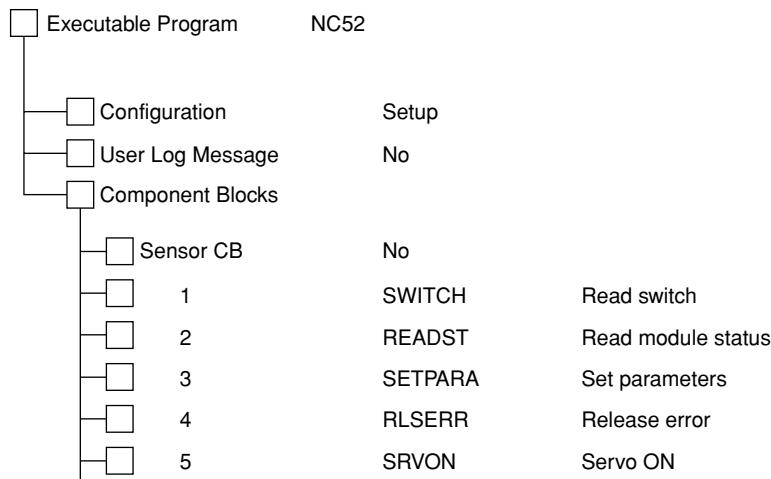 Executable Program NC52
Configuration Setup
User Log Message No
Component Blocks
Sensor CB No
1 SWITCH Read switch
2 READST Read module status
3 SETPARA Set parameters
4 RLSERR Release error
5 SRVON Servo ON